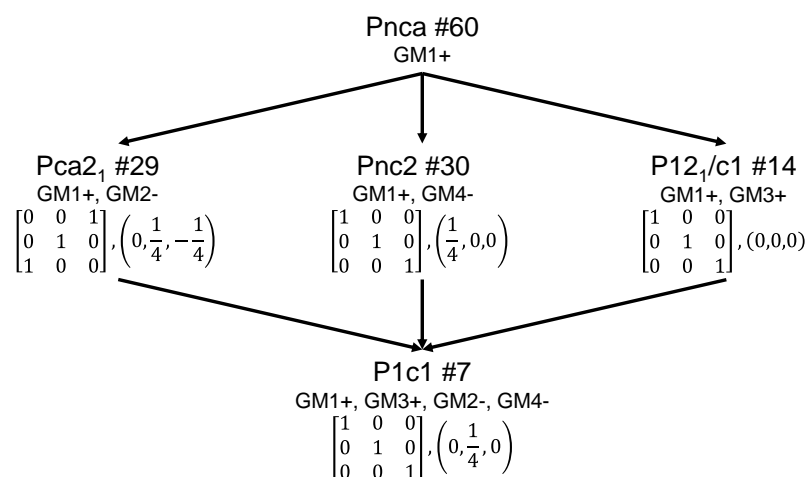 Pnca #60
GM1+
Pca2₁ #29
GM1+, GM2-
[0 0 1; 0 1 0; 1 0 0], (0, 1/4, -1/4)
Pnc2 #30
GM1+, GM4-
[1 0 0; 0 1 0; 0 0 1], (1/4, 0,0)
P12₁/c1 #14
GM1+, GM3+
[1 0 0; 0 1 0; 0 0 1], (0,0,0)
P1c1 #7
GM1+, GM3+, GM2-, GM4-
[1 0 0; 0 1 0; 0 0 1], (0, 1/4, 0)